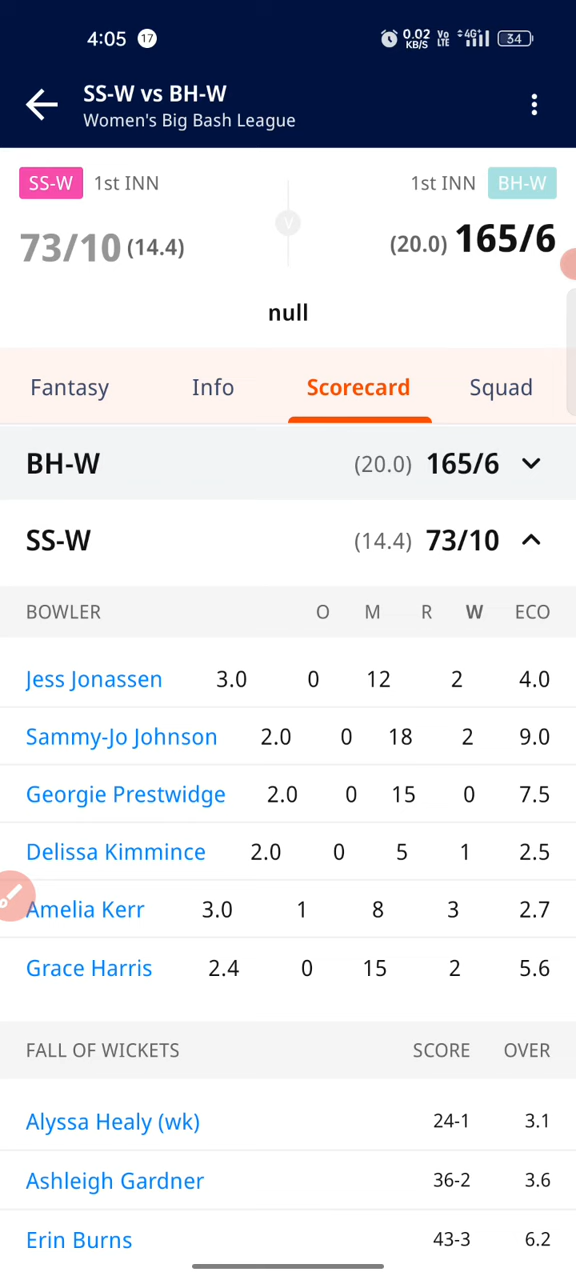 4:05 17 0.02 KB/S Vo LTE 4G+ 34
SS-W vs BH-W
Women's Big Bash League
SS-W 1st INN 1st INN BH-W
73/10 (14.4) V (20.0) 165/6
null
Fantasy Info Scorecard Squad
BH-W (20.0) 165/6
SS-W (14.4) 73/10
BOWLER O M R W ECO
Jess Jonassen 3.0 0 12 2 4.0
Sammy-Jo Johnson 2.0 0 18 2 9.0
Georgie Prestwidge 2.0 0 15 0 7.5
Delissa Kimmince 2.0 0 5 1 2.5
Amelia Kerr 3.0 1 8 3 2.7
Grace Harris 2.4 0 15 2 5.6
FALL OF WICKETS SCORE OVER
Alyssa Healy (wk) 24-1 3.1
Ashleigh Gardner 36-2 3.6
Erin Burns 43-3 6.2